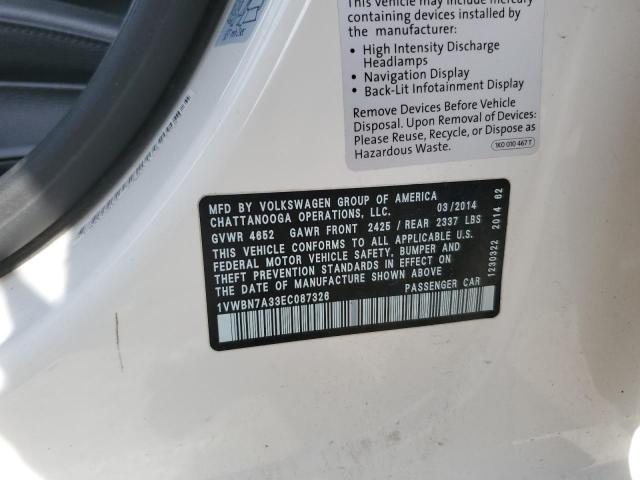 This vehicle may include mercury
containing devices installed by
the manufacturer:
• High Intensity Discharge
Headlamps
• Navigation Display
• Back-Lit Infotainment Display
Remove Devices Before Vehicle
Disposal. Upon Removal of Devices
Please Reuse, Recycle, or Dispose as
Hazardous Waste.
1K0 010 467 T
MFD BY VOLKSWAGEN GROUP OF AMERICA
CHATTANOOGA OPERATIONS, LLC. 03/2014
GVWR 4652 GAWR FRONT 2425 / REAR 2337 LBS
THIS VEHICLE CONFORMS TO ALL APPLICABLE U.S.
FEDERAL MOTOR VEHICLE SAFETY, BUMPER AND
THEFT PREVENTION STANDARDS IN EFFECT ON
THE DATE OF MANUFACTURE SHOWN ABOVE
1VWBN7A33EC087326 PASSENGER CAR
1230322 2014 62